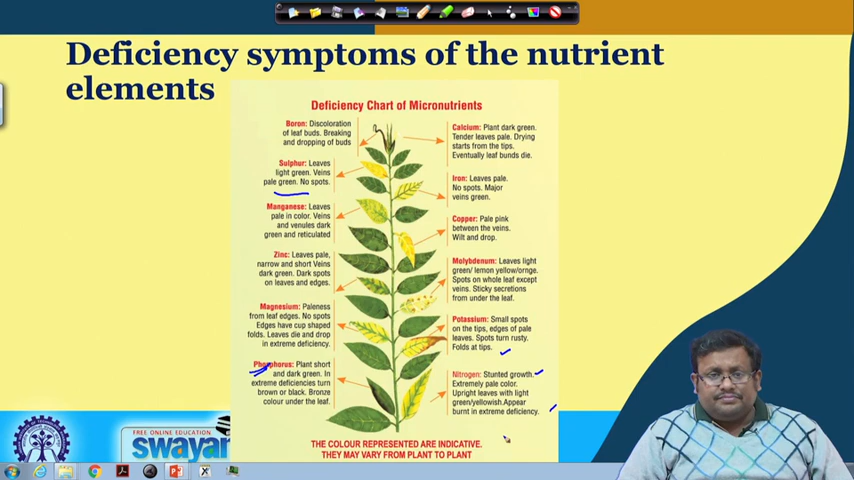 Deficiency symptoms of the nutrient
elements
Deficiency Chart of Micronutrients
Boron: Discoloration
of leaf buds. Breaking
and dropping of buds
Sulphur: Leaves
light green. Veins
pale green. No spots.
Manganese: Leaves
pale in color. Veins
and venules dark
green and reticulated
Zinc: Leaves pale,
narrow and short Veins
dark green. Dark spots
on leaves and edges.
Magnesium: Paleness
from leaf edges. No spots
Edges have cup shaped
folds. Leaves die and drop
in extreme deficiency.
Phosphorus: Plant short
and dark green. In
extreme deficiencies turn
brown or black. Bronze
colour under the leaf.
Calcium: Plant dark green.
Tender leaves pale. Drying
starts from the tips.
Eventually leaf bunds die.
Iron: Leaves pale.
No spots. Major
veins green.
Copper: Pale pink
between the veins.
Wilt and drop.
Molybdenum: Leaves light
green/ lemon yellow/ornge.
Spots on whole leaf except
veins. Sticky secretions
from under the leaf.
Potassium: Small spots
on the tips, edges of pale
leaves. Spots turn rusty.
Folds at tips.
Nitrogen: Stunted growth.
Extremely pale color.
Upright leaves with light
green/yellowish.Appear
burnt in extreme deficiency.
THE COLOUR REPRESENTED ARE INDICATIVE.
THEY MAY VARY FROM PLANT TO PLANT
FREE ONLINE EDUCATION
swaya